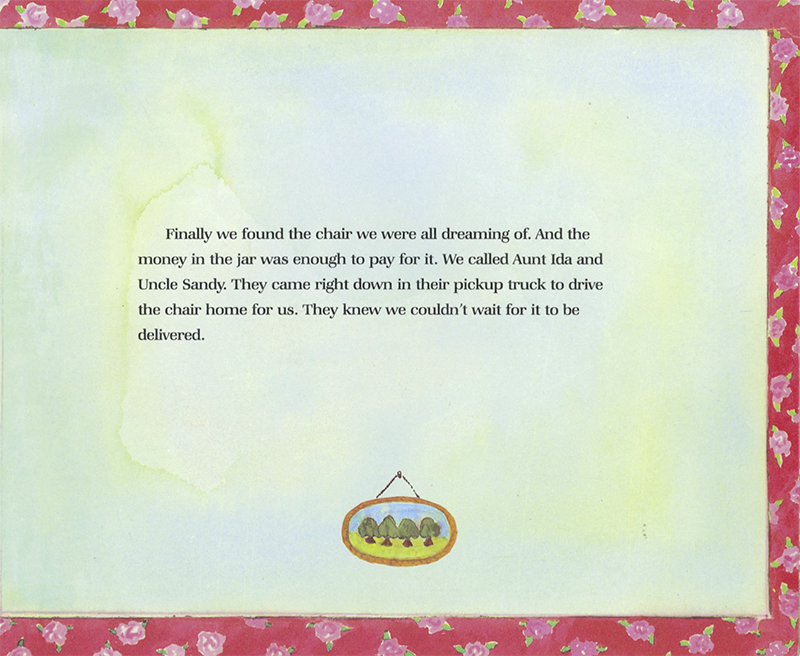 Finally we found the chair we were all dreaming of. And the
money in the jar was enough to pay for it. We called Aunt Ida and
Uncle Sandy. They came right down in their pickup truck to drive
the chair home for us. They knew we couldn't wait for it to be
delivered.